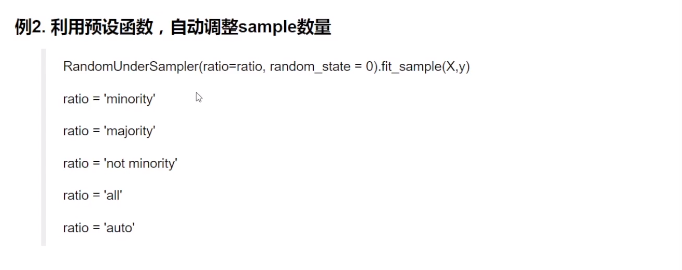 例2. 利用预设函数，自动调整sample数量
RandomUnderSampler(ratio=ratio, random_state = 0).fit_sample(X,y)
ratio = 'minority'
ratio = 'majority'
ratio = 'not minority'
ratio = 'all'
ratio = 'auto'